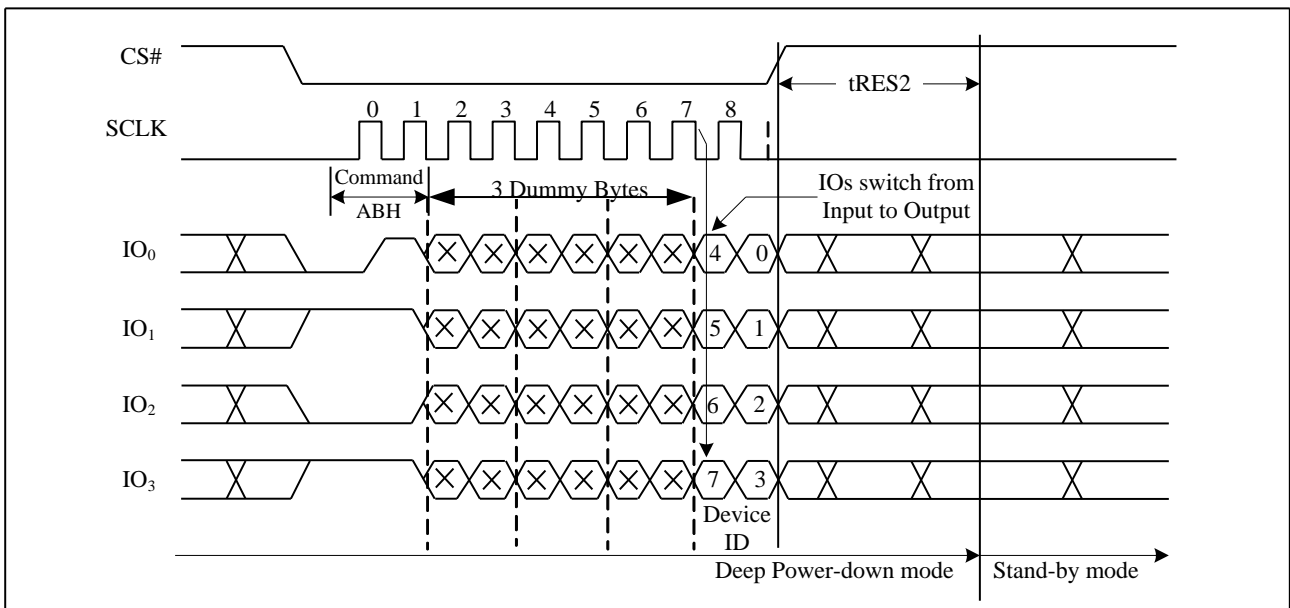 CS#
tRES2
0 1 2 3 4 5 6 7 8
SCLK
Command
ABH
3 Dummy Bytes
IOs switch from
Input to Output
IO0 4 0
IO1 5 1
IO2 6 2
IO3 7 3
Device
ID
Deep Power-down mode Stand-by mode